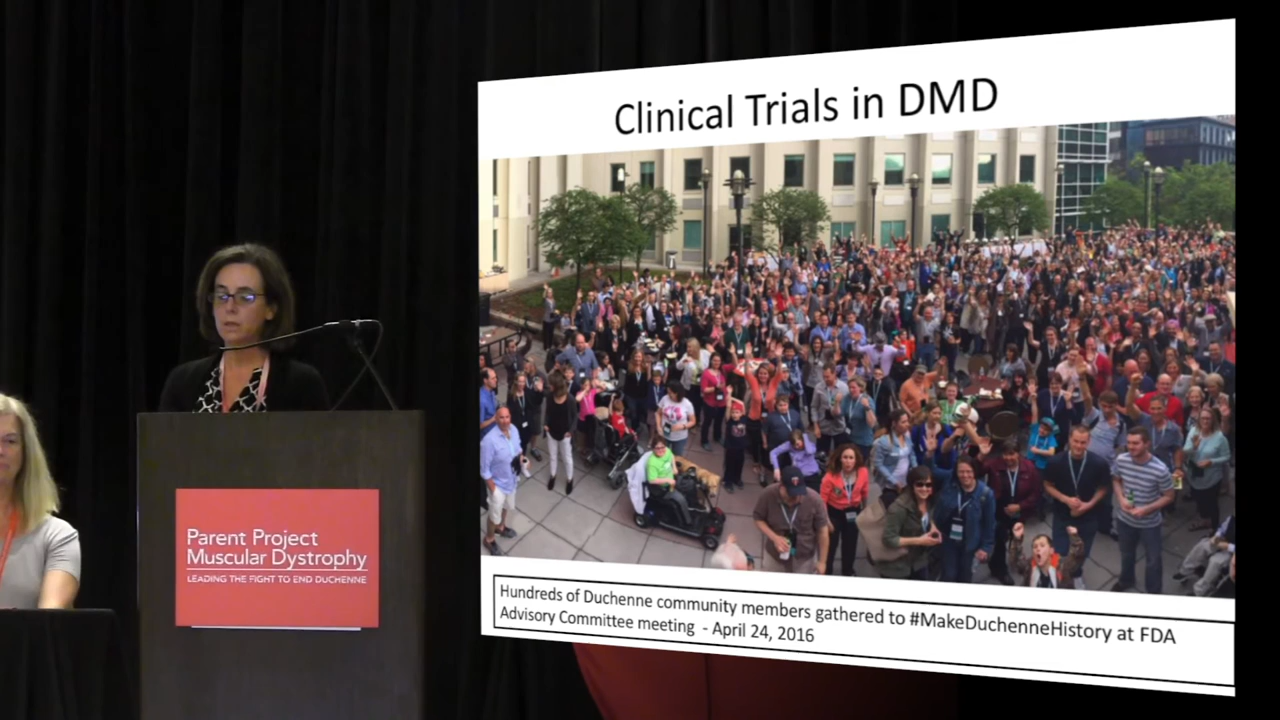 Clinical Trials in DMD
Parent Project
Muscular Dystrophy
LEADING THE FIGHT TO END DUCHENNE
Hundreds of Duchenne community members gathered to #MakeDuchenneHistory at FDA
Advisory Committee meeting - April 24, 2016